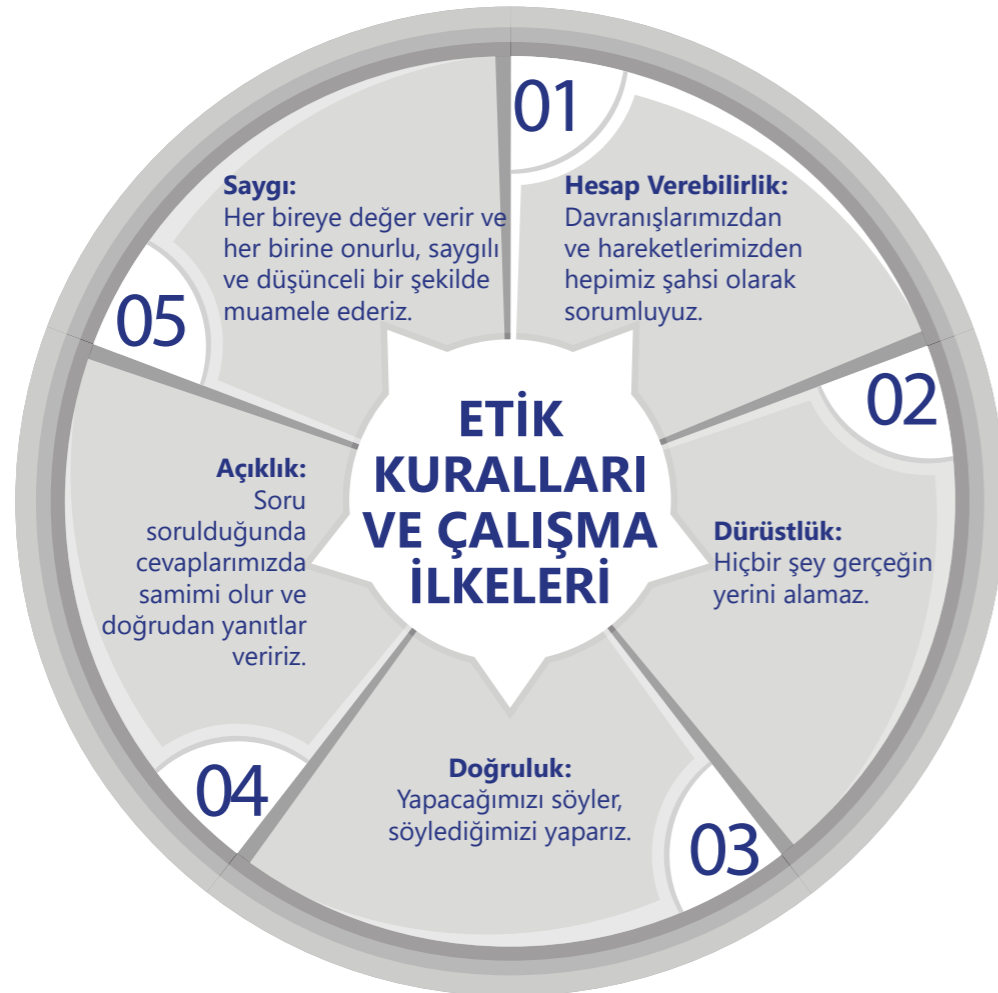 ETİK
KURALLARI
VE ÇALIŞMA
İLKELERİ
01
Hesap Verebilirlik:
Davranışlarımızdan
ve hareketlerimizden
hepimiz şahsi olarak
sorumluyuz.
02
Dürüstlük:
Hiçbir şey gerçeğin
yerini alamaz.
03
Doğruluk:
Yapacağımızı söyler,
söylediğimizi yaparız.
04
Açıklık:
Soru
sorulduğunda
cevaplarımızda
samimi olur ve
doğrudan yanıtlar
veririz.
05
Saygı:
Her bireye değer verir ve
her birine onurlu, saygılı
ve düşünceli bir şekilde
muamele ederiz.